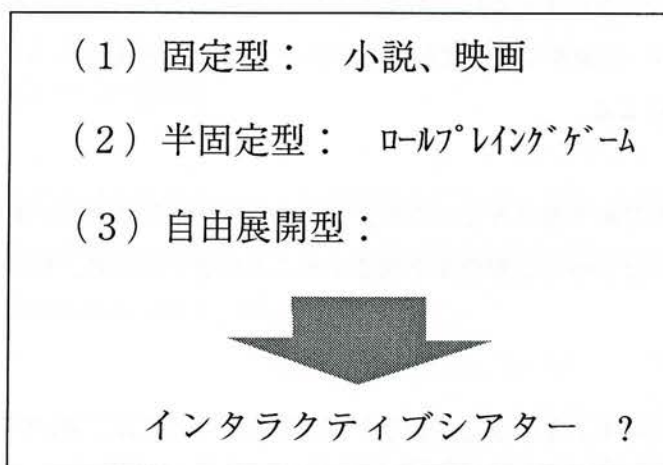 （1）固定型： 小説、映画
（2）半固定型： ﾛｰﾙﾌﾟﾚｲﾝｸﾞｹﾞｰﾑ
（3）自由展開型：
インタラクティブシアター ?